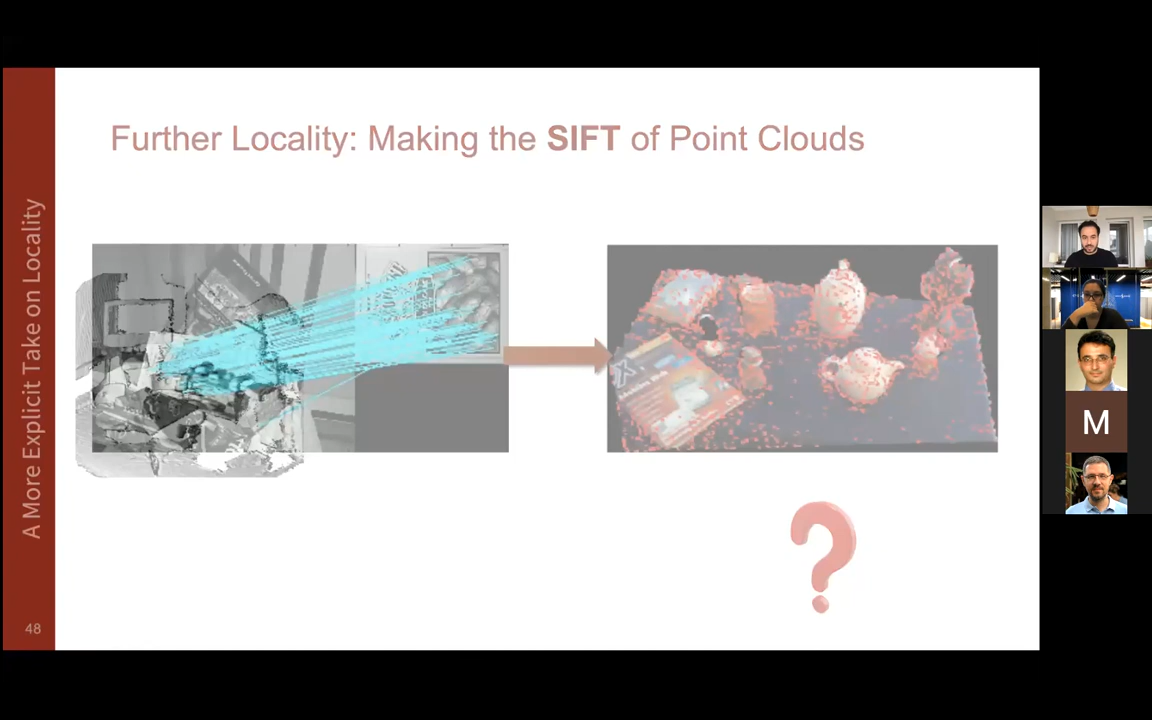 Further Locality: Making the SIFT of Point Clouds
A More Explicit Take on Locality
48
M